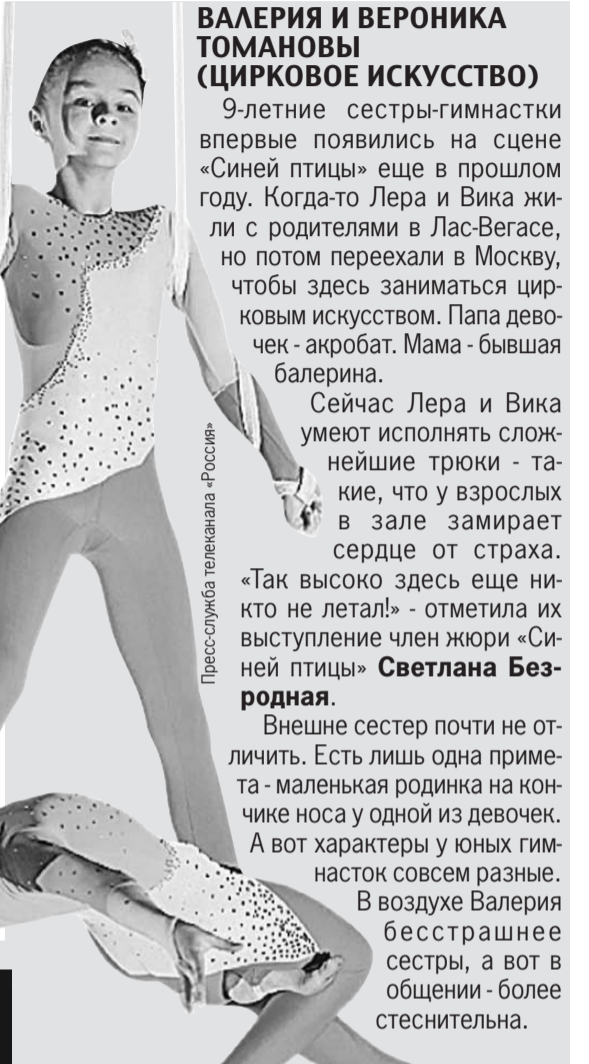 ВАЛЕРИЯ И ВЕРОНИКА
ТОМАНОВЫ
(ЦИРКОВОЕ ИСКУССТВО)
9-летние сестры-гимнастки
впервые появились на сцене
«Синей птицы» еще в прошлом
году. Когда-то Лера и Вика жи-
ли с родителями в Лас-Вегасе,
но потом переехали в Москву,
чтобы здесь заниматься цир-
ковым искусством. Папа дево-
чек - акробат. Мама - бывшая
балерина.
Сейчас Лера и Вика
умеют исполнять слож-
нейшие трюки - та-
кие, что у взрослых
в зале замирает
сердце от страха.
«Так высоко здесь еще ни-
кто не летал!» - отметила их
выступление член жюри «Си-
ней птицы» Светлана Без-
родная.
Внешне сестер почти не от-
личить. Есть лишь одна приме-
та - маленькая родинка на кон-
чике носа у одной из девочек.
А вот характеры у юных гим-
насток совсем разные.
В воздухе Валерия
бесстрашнее
сестры, а вот в
общении - более
стеснительна.
Пресс-служба телеканала «Россия»